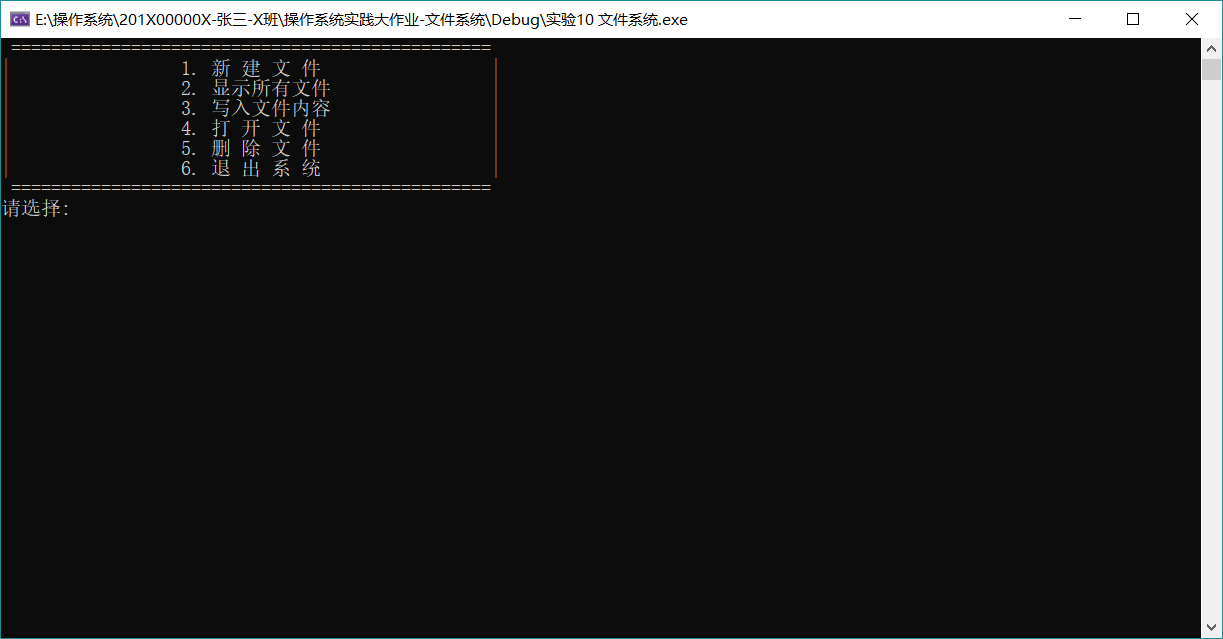 E:\操作系统\201X00000X-张三-X班\操作系统实践大作业-文件系统\Debug\实验10 文件系统.exe
================================================
| 1. 新 建 文 件 |
| 2. 显示所有文件 |
| 3. 写入文件内容 |
| 4. 打 开 文 件 |
| 5. 删 除 文 件 |
| 6. 退 出 系 统 |
================================================
请选择: